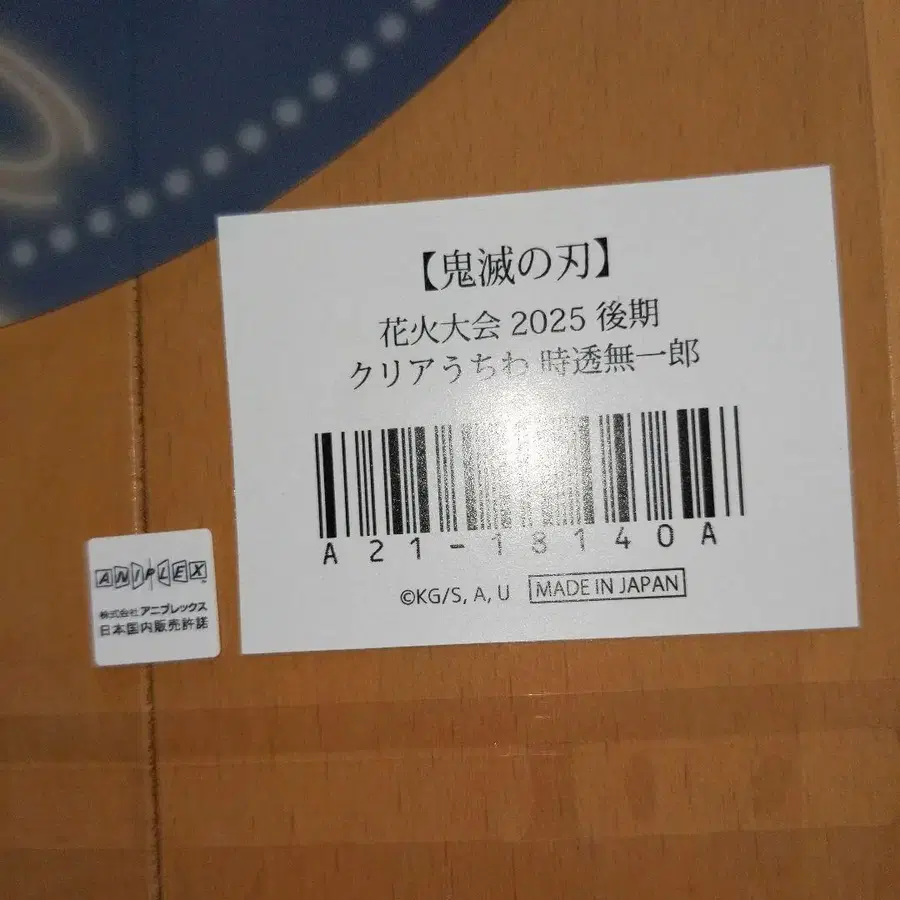 【鬼滅の刃】
花火大会 2025 後期
クリアうちわ 時透無一郎
A21-18140A
©KG/S, A, U MADE IN JAPAN
ANIPLEX
株式会社アニプレックス
日本国内販売許諾